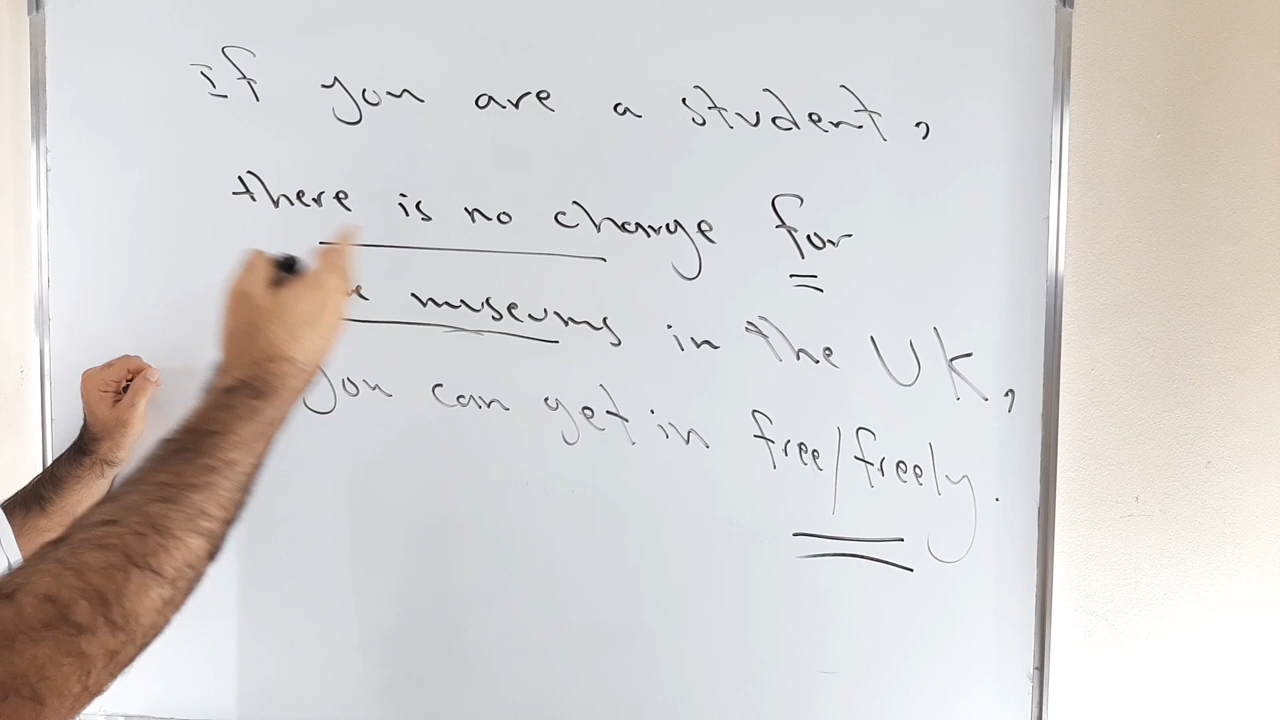 If you are a student,
there is no charge for
museums in the UK,
you can get in free/freely.